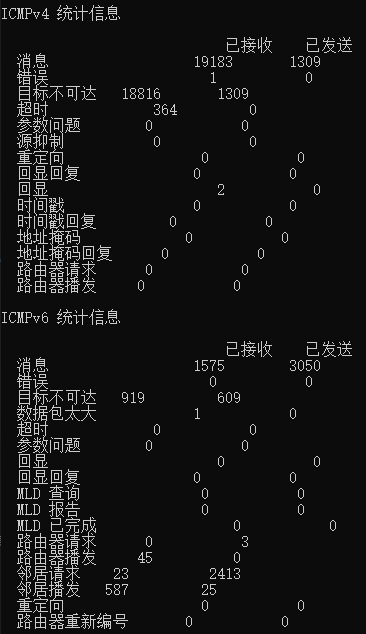 ICMPv4 统计信息
已接收 已发送
消息 19183 1309
错误 1 0
目标不可达 18816 1309
超时 364 0
参数问题 0 0
源抑制 0 0
重定向 0 0
回显回复 0 0
回显 2 0
时间戳 0 0
时间戳回复 0 0
地址掩码 0 0
地址掩码回复 0 0
路由器请求 0 0
路由器播发 0 0
ICMPv6 统计信息
已接收 已发送
消息 1575 3050
错误 0 0
目标不可达 919 609
数据包太大 1 0
超时 0 0
参数问题 0 0
回显 0 0
回显回复 0 0
MLD 查询 0 0
MLD 报告 0 0
MLD 已完成 0 0
路由器请求 0 3
路由器播发 45 0
邻居请求 23 2413
邻居播发 587 25
重定向 0 0
路由器重新编号 0 0